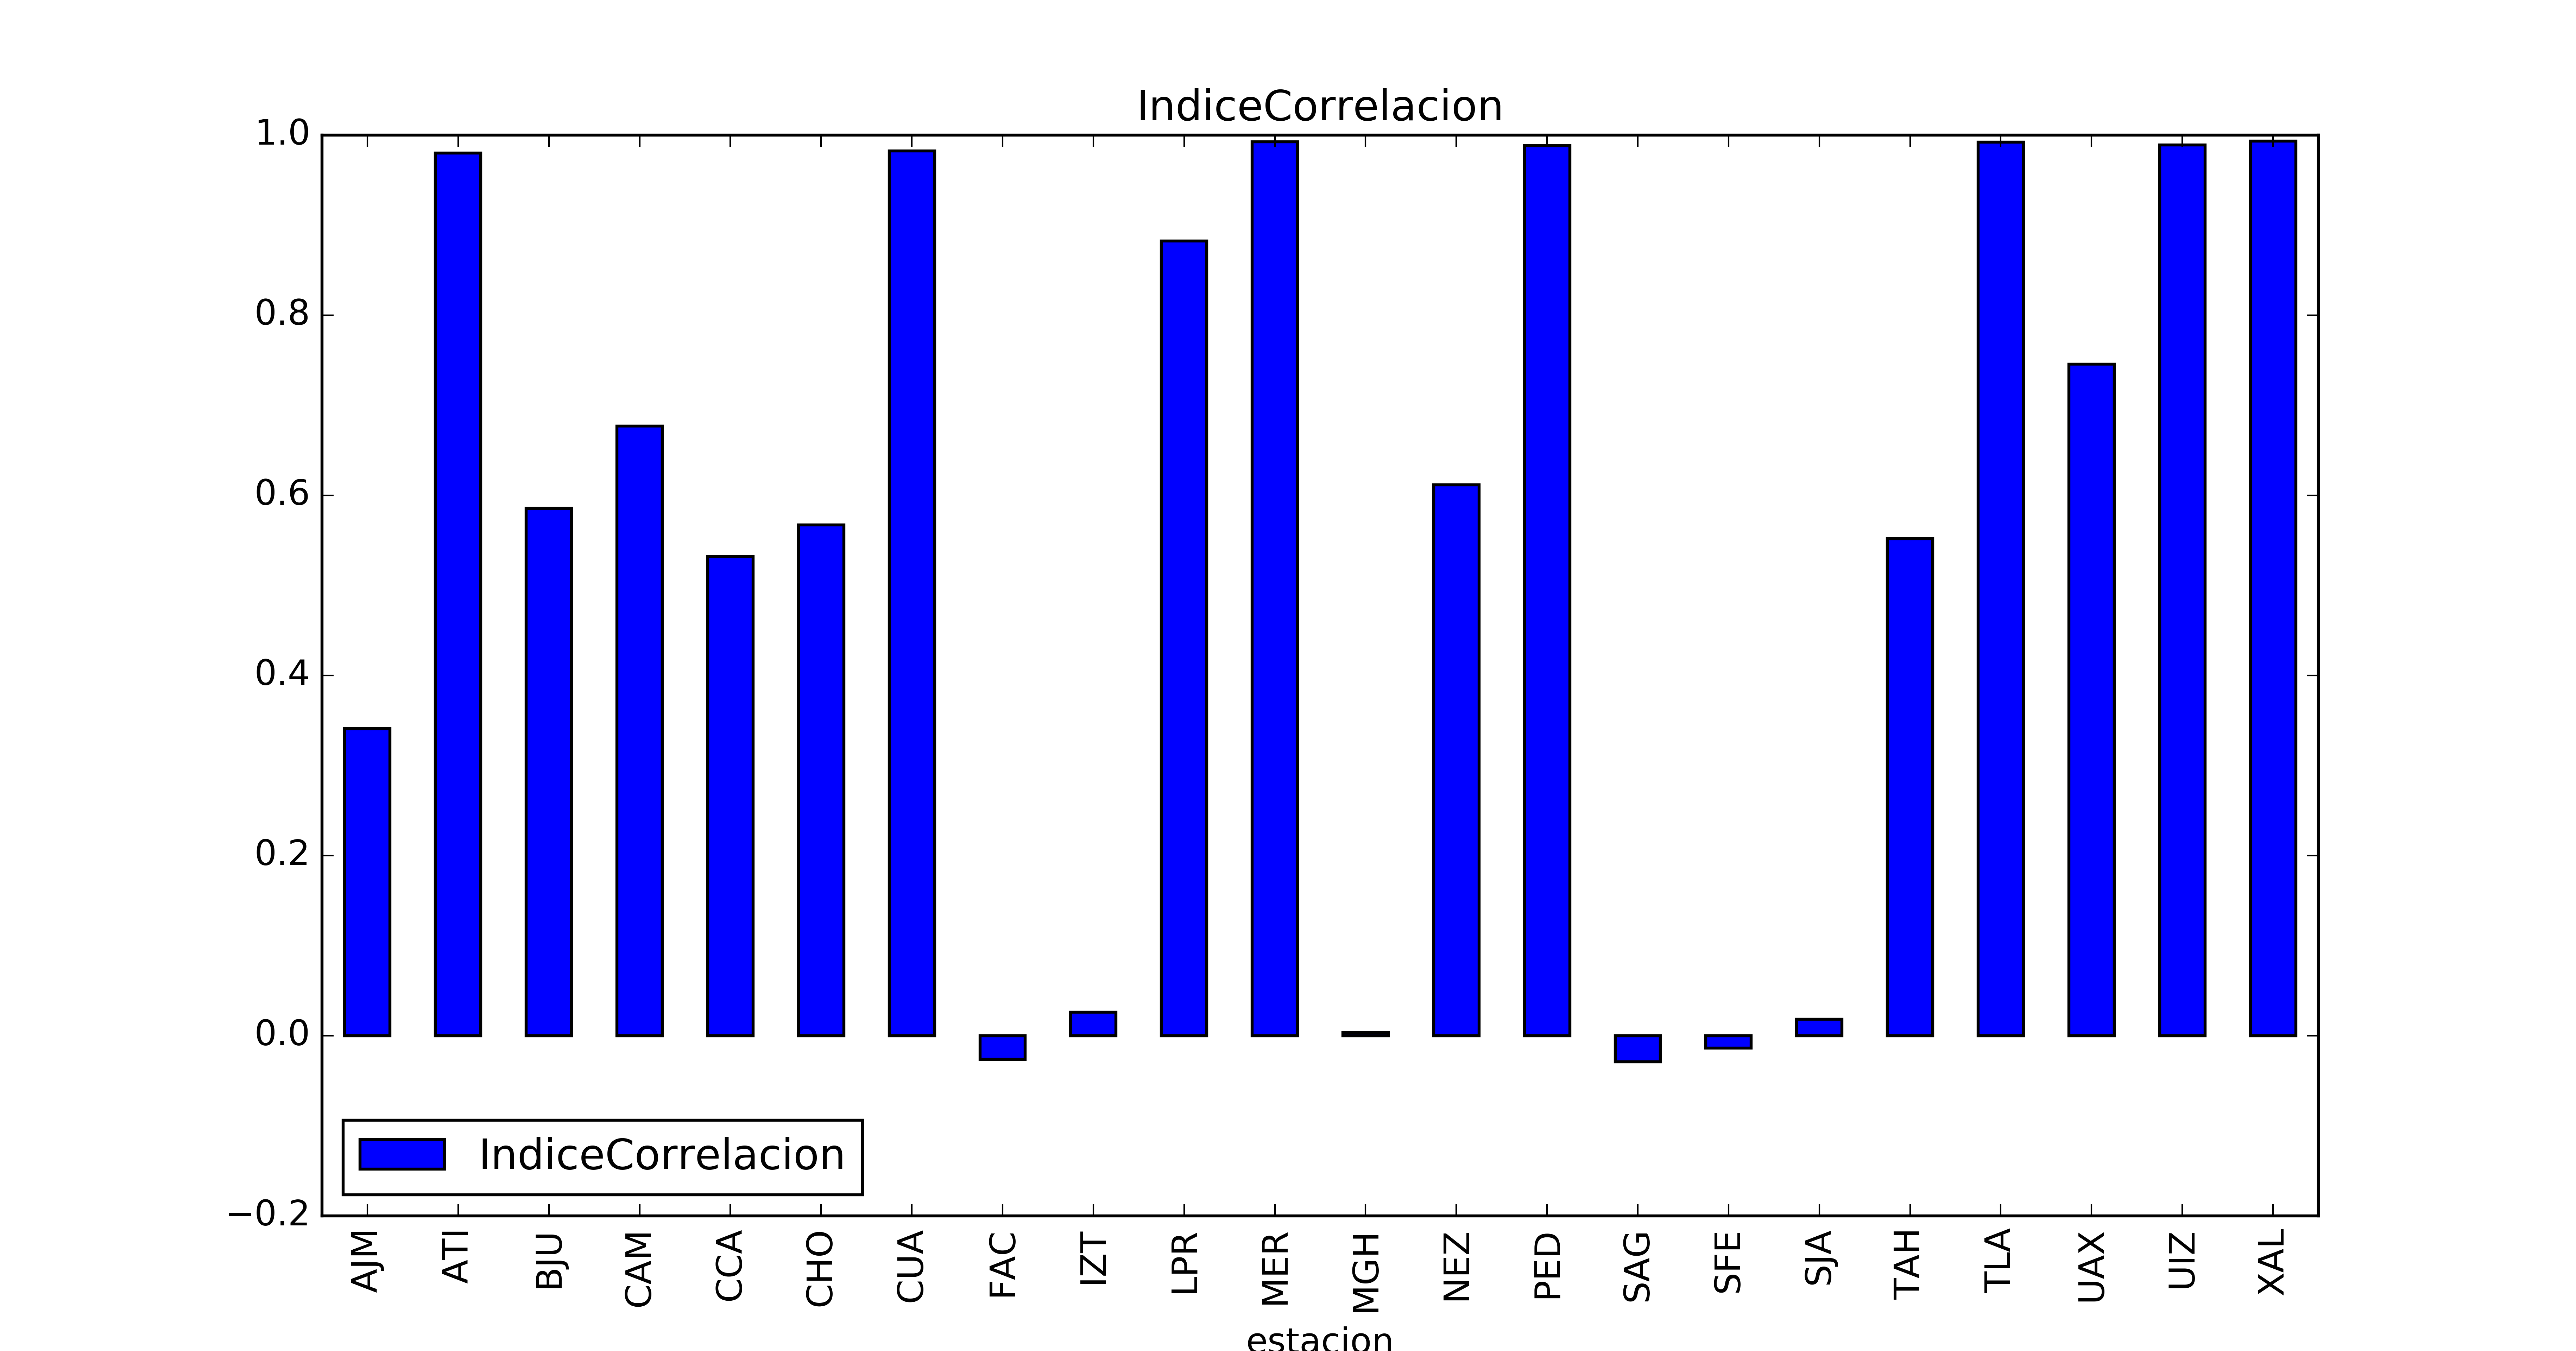 IndiceCorrelacion
1.0
0.8
0.6
0.4
0.2
0.0
−0.2
IndiceCorrelacion
AJM
ATI
BJU
CAM
CCA
CHO
CUA
FAC
IZT
LPR
MER
MGH
NEZ
PED
SAG
SFE
SJA
TAH
TLA
UAX
UIZ
XAL
estacion